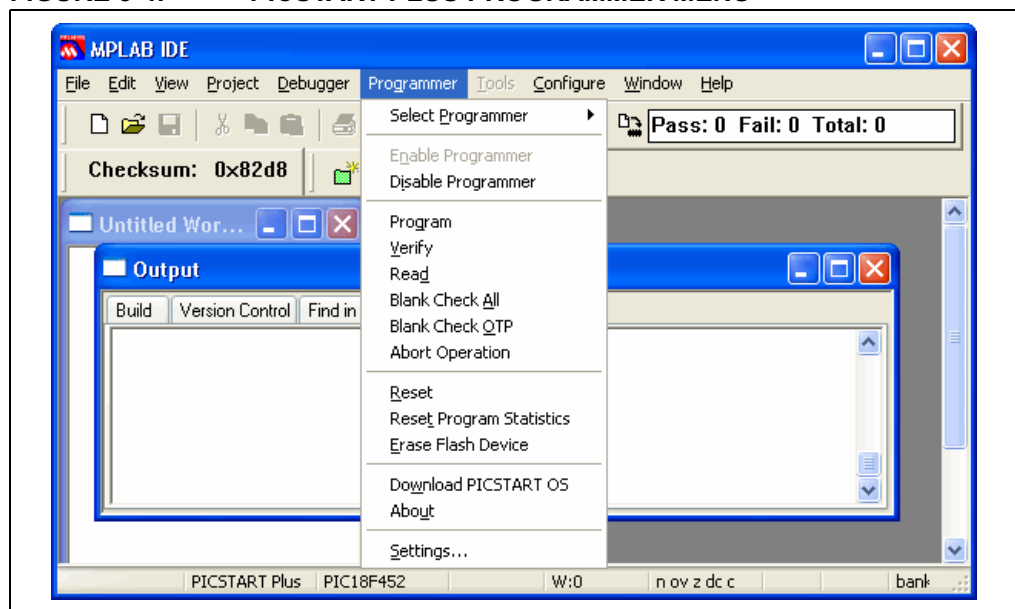 MPLAB IDE
File Edit View Project Debugger Programmer Tools Configure Window Help
Select Programmer
Pass: 0 Fail: 0 Total: 0
Enable Programmer
Checksum: 0x82d8
Disable Programmer
Untitled Wor...
Program
Verify
Output
Read
Build Version Control Find in
Blank Check All
Blank Check OTP
Abort Operation
Reset
Reset Program Statistics
Erase Flash Device
Download PICSTART OS
About
Settings...
PICSTART Plus PIC18F452 W:0 n ov z dc c bank